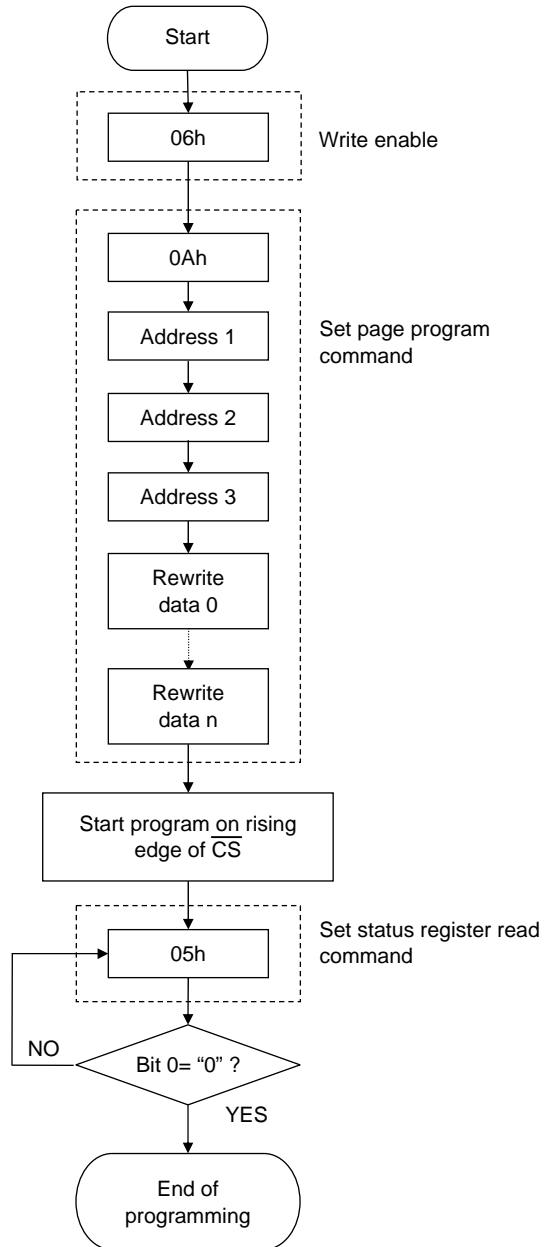 Start
06h
Write enable
0Ah
Address 1
Set page program
command
Address 2
Address 3
Rewrite
data 0
Rewrite
data n
Start program on rising
edge of C̅S̅
05h
Set status register read
command
NO
Bit 0= “0” ?
YES
End of
programming